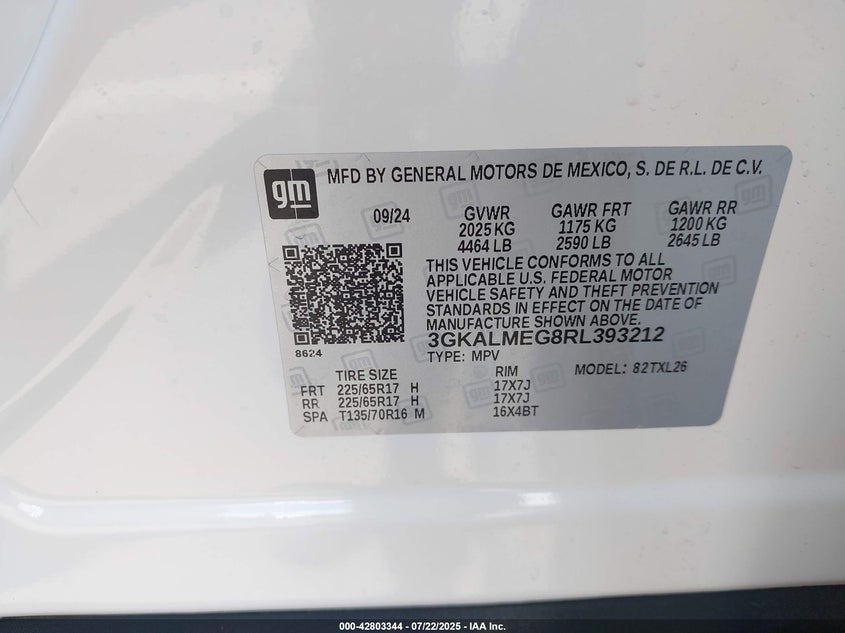 gm MFD BY GENERAL MOTORS DE MEXICO, S. DE R.L. DE C.V.
09/24 GVWR GAWR FRT GAWR RR
2025 KG 1175 KG 1200 KG
4464 LB 2590 LB 2645 LB
THIS VEHICLE CONFORMS TO ALL
APPLICABLE U.S. FEDERAL MOTOR
VEHICLE SAFETY AND THEFT PREVENTION
STANDARDS IN EFFECT ON THE DATE OF
MANUFACTURE SHOWN ABOVE.
3GKALMEG8RL393212
8624 TYPE: MPV MODEL: 82TXL26
TIRE SIZE RIM
FRT 225/65R17 H 17X7J
RR 225/65R17 H 17X7J
SPA T135/70R16 M 16X4BT
000-42803344 / 07/22/2025 - IAA Inc.